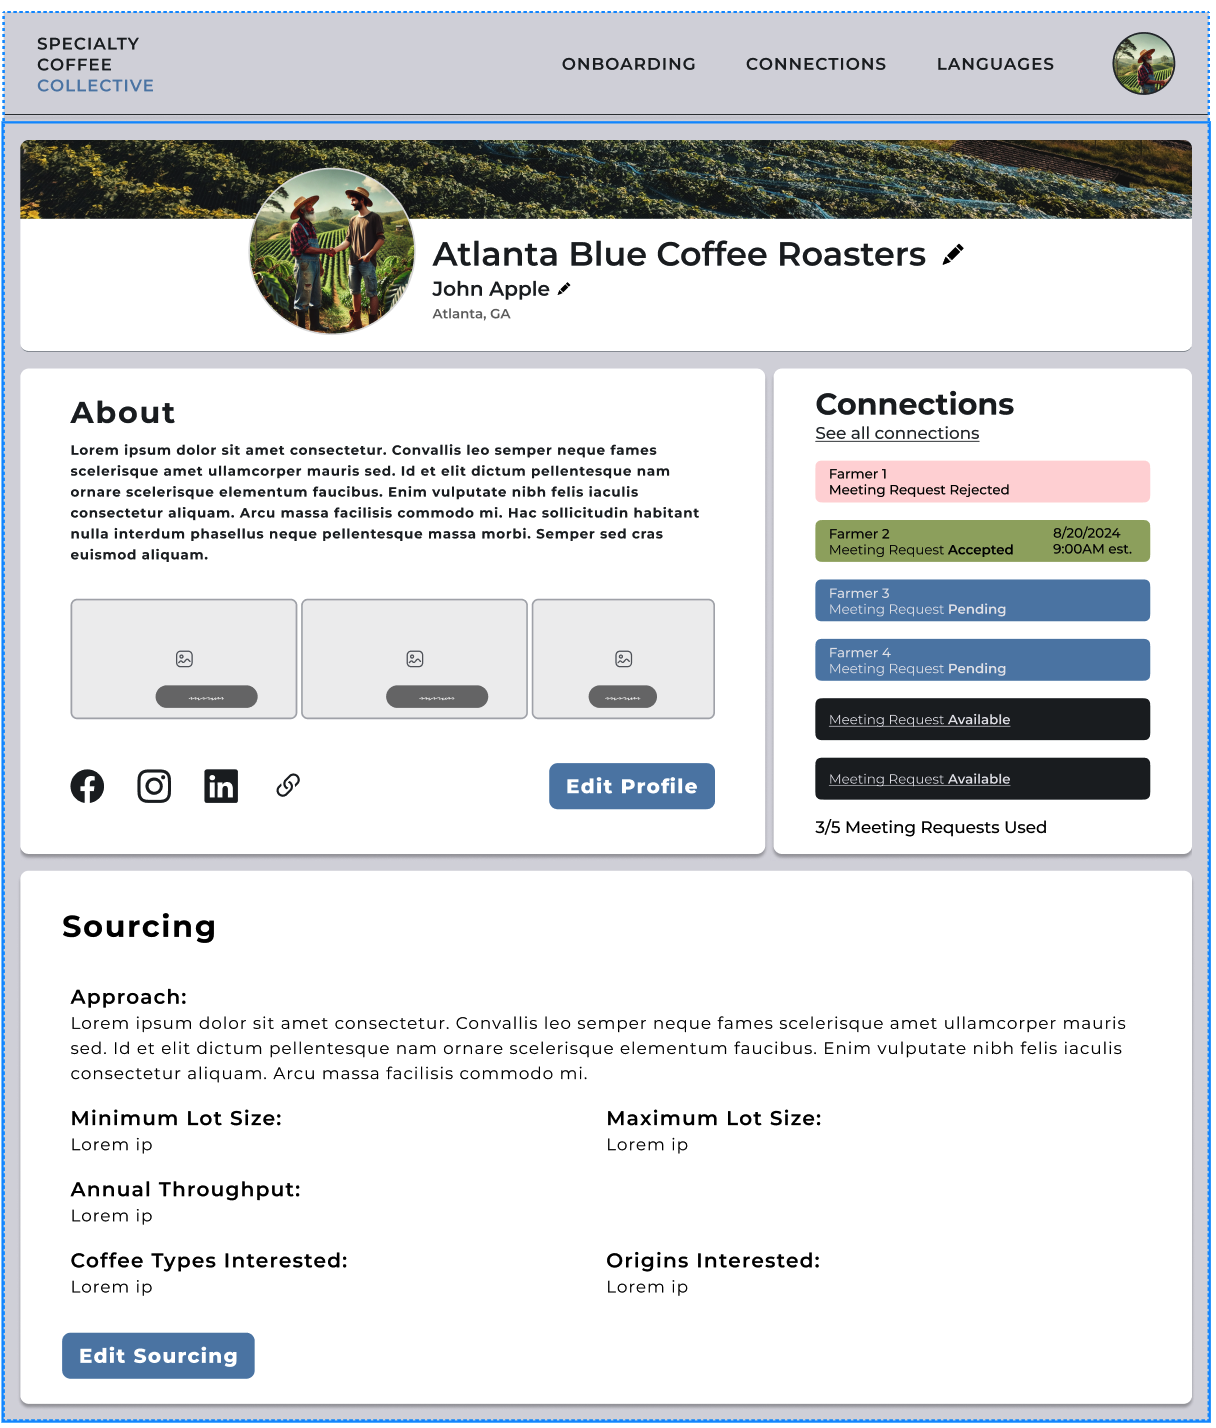 SPECIALTY
COFFEE
COLLECTIVE
ONBOARDING
CONNECTIONS
LANGUAGES
Atlanta Blue Coffee Roasters
John Apple
Atlanta, GA
About
Lorem ipsum dolor sit amet consectetur. Convallis leo semper neque fames
scelerisque amet ullamcorper mauris sed. Id et elit dictum pellentesque nam
ornare scelerisque elementum faucibus. Enim vulputate nibh felis iaculis
consectetur aliquam. Arcu massa facilisis commodo mi. Hac sollicitudin habitant
nulla interdum phasellus neque pellentesque massa morbi. Semper sed cras
euismod aliquam.
Edit Profile
Connections
See all connections
Farmer 1
Meeting Request Rejected
Farmer 2
Meeting Request Accepted
8/20/2024
9:00AM est.
Farmer 3
Meeting Request Pending
Farmer 4
Meeting Request Pending
Meeting Request Available
Meeting Request Available
3/5 Meeting Requests Used
Sourcing
Approach:
Lorem ipsum dolor sit amet consectetur. Convallis leo semper neque fames scelerisque amet ullamcorper mauris
sed. Id et elit dictum pellentesque nam ornare scelerisque elementum faucibus. Enim vulputate nibh felis iaculis
consectetur aliquam. Arcu massa facilisis commodo mi.
Minimum Lot Size:
Lorem ip
Maximum Lot Size:
Lorem ip
Annual Throughput:
Lorem ip
Coffee Types Interested:
Lorem ip
Origins Interested:
Lorem ip
Edit Sourcing